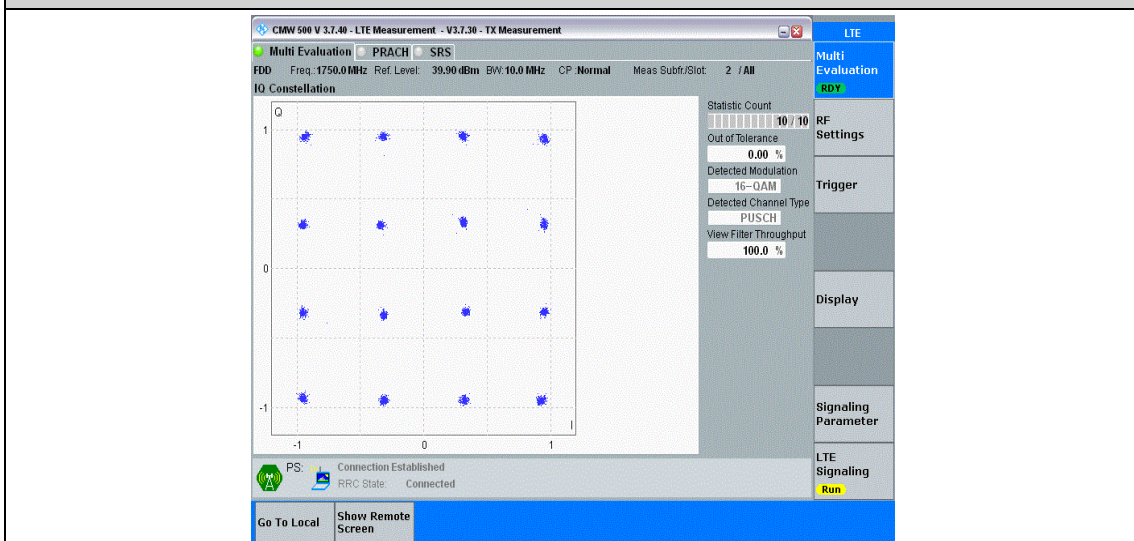 CMW 500 V 3.7.40 - LTE Measurement - V3.7.30 - TX Measurement
LTE
Multi Evaluation PRACH SRS
FDD Freq.:1750.0 MHz Ref. Level: 39.90 dBm BW:10.0 MHz CP :Normal Meas Subfr./Slot: 2 / All
IQ Constellation
Q
1
0
-1
-1 0 1
I
Statistic Count
10 / 10
Out of Tolerance
0.00 %
Detected Modulation
16-QAM
Detected Channel Type
PUSCH
View Filter Throughput
100.0 %
Multi
Evaluation
RDY
RF
Settings
Trigger
Display
Signaling
Parameter
LTE
Signaling
Run
PS: Connection Established
RRC State: Connected
Go To Local
Show Remote
Screen